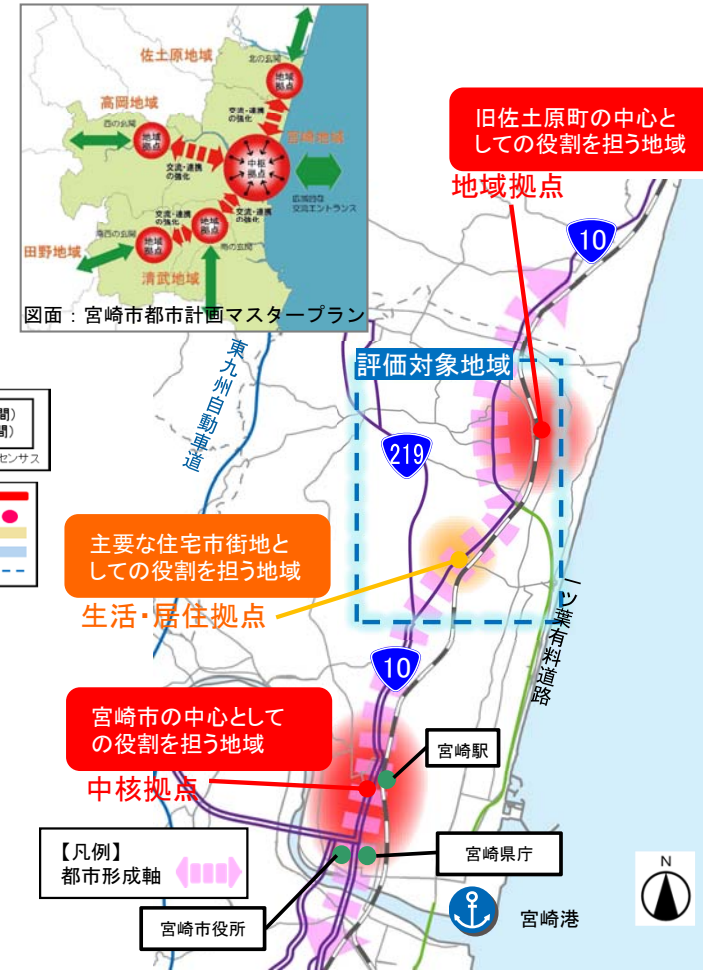 佐土原地域
北の玄関
地域
拠点
高岡地域
交流・連携
の強化
西の玄関
地域
拠点
宮崎地域
中枢
拠点
交流・連携
の強化
広域的な
交流エントランス
交流・連携
の強化
地域
拠点
交流・連携
の強化
地域
拠点
南の玄関
田野地域
清武地域
図面：宮崎市都市計画マスタープラン
旧佐土原町の中心と
しての役割を担う地域
地域拠点
10
東九州自動車道
評価対象地域
219
間）
間）
センサス
主要な住宅市街地と
しての役割を担う地域
生活・居住拠点
一ツ葉有料道路
10
宮崎市の中心として
の役割を担う地域
中核拠点
宮崎駅
【凡例】
都市形成軸
宮崎県庁
宮崎市役所
宮崎港
N